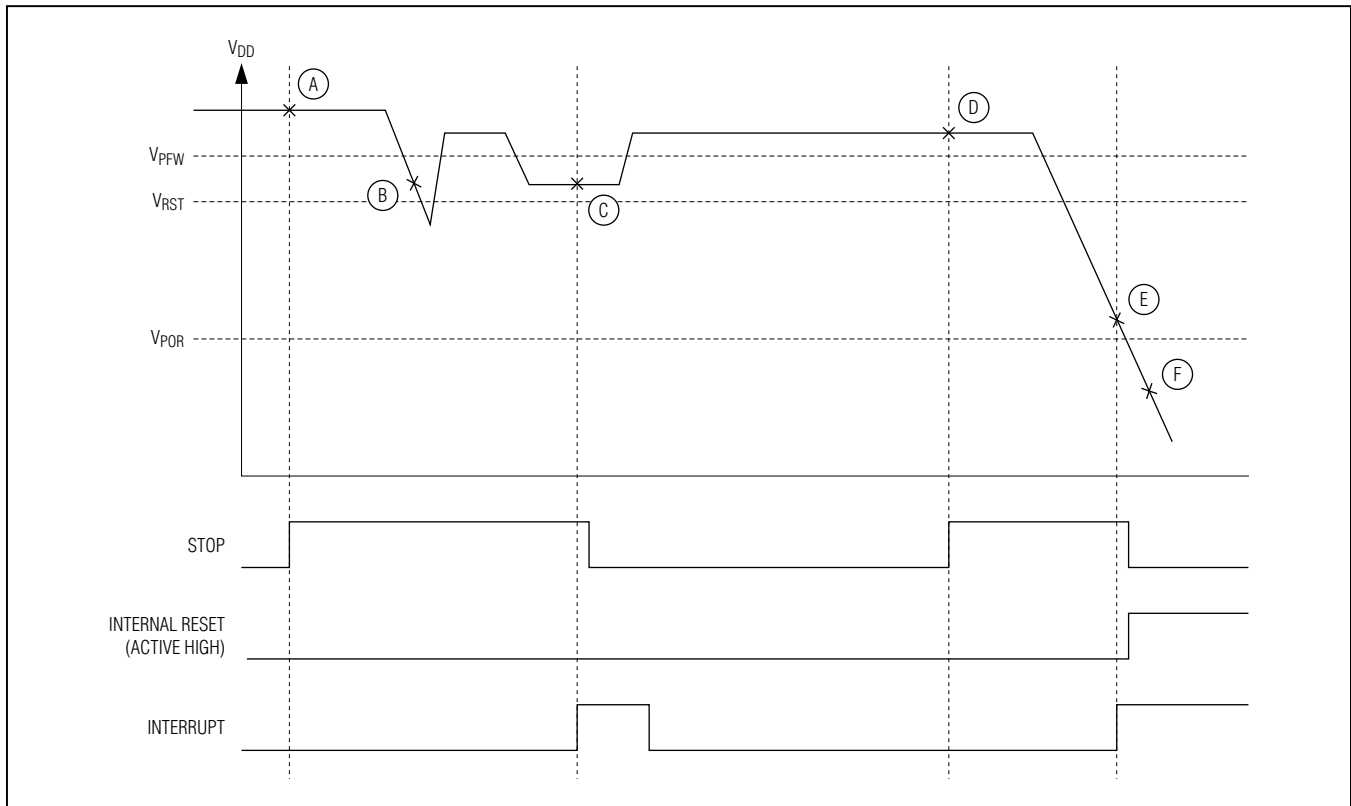 VDD
A
D
VPFW
B
VRST
C
E
VPOR
F
STOP
INTERNAL RESET
(ACTIVE HIGH)
INTERRUPT